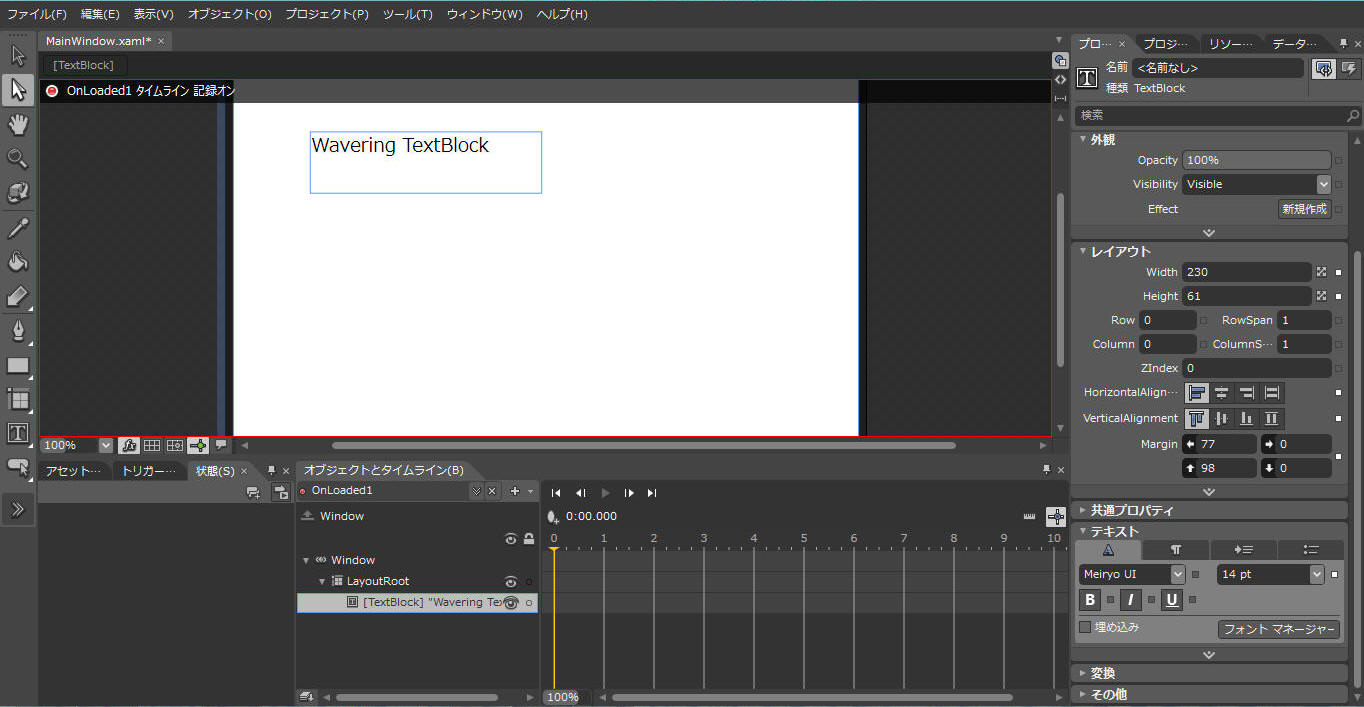 ファイル(F) 編集(E) 表示(V) オブジェクト(O) プロジェクト(P) ツール(T) ウィンドウ(W) ヘルプ(H)
MainWindow.xaml* ×
[TextBlock]
OnLoaded1 タイムライン 記録オン
Wavering TextBlock
100%
アセット… トリガー… 状態(S) ×
オブジェクトとタイムライン(B)
OnLoaded1
Window
0:00.000
0 1 2 3 4 5 6 7 8 9 10
Window
LayoutRoot
[TextBlock] "Wavering Te
100%
プロ… × プロジ… リソー… データ…
名前 <名前なし>
種類 TextBlock
検索
外観
Opacity 100%
Visibility Visible
Effect 新規作成
レイアウト
Width 230
Height 61
Row 0 RowSpan 1
Column 0 ColumnS… 1
ZIndex 0
HorizontalAlign…
VerticalAlignment
Margin 77 0
98 0
共通プロパティ
テキスト
Meiryo UI 14 pt
B I U
埋め込み フォント マネージャー
変換
その他